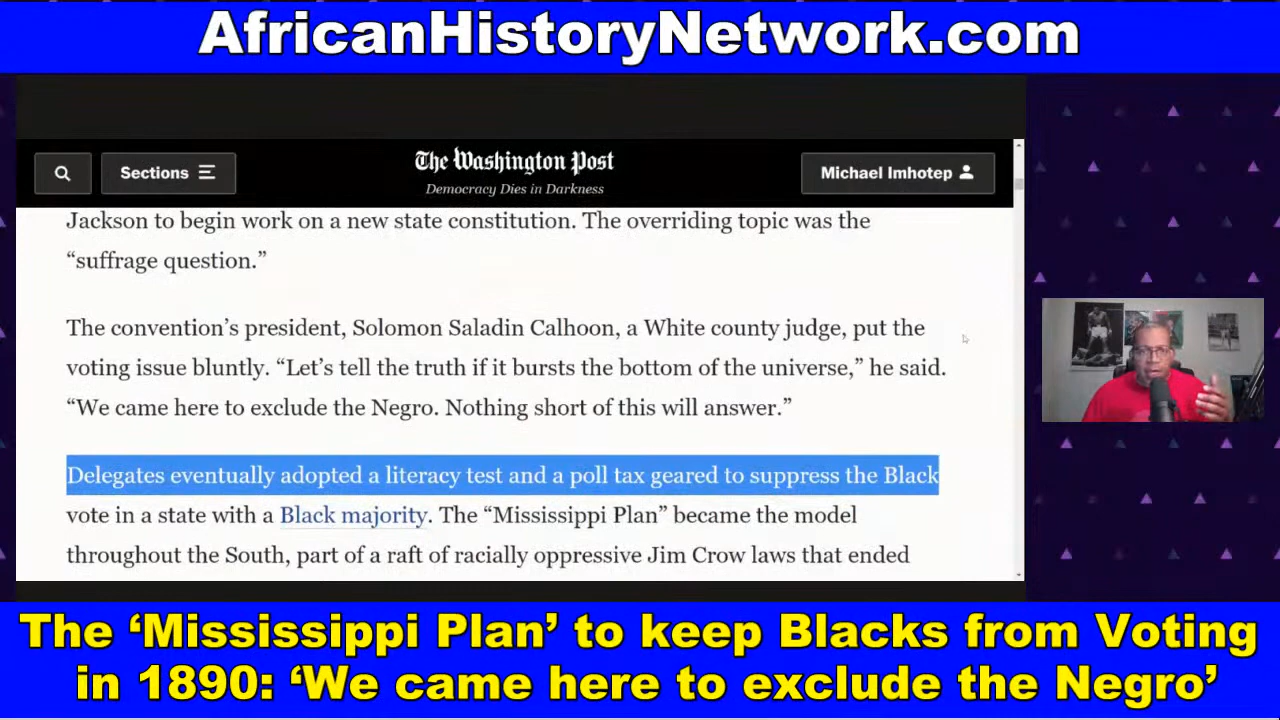 AfricanHistoryNetwork.com
Sections
The Washington Post
Democracy Dies in Darkness
Michael Imhotep
Jackson to begin work on a new state constitution. The overriding topic was the
“suffrage question.”
The convention’s president, Solomon Saladin Calhoon, a White county judge, put the
voting issue bluntly. “Let’s tell the truth if it bursts the bottom of the universe,” he said.
“We came here to exclude the Negro. Nothing short of this will answer.”
Delegates eventually adopted a literacy test and a poll tax geared to suppress the Black
vote in a state with a Black majority. The “Mississippi Plan” became the model
throughout the South, part of a raft of racially oppressive Jim Crow laws that ended
The ‘Mississippi Plan’ to keep Blacks from Voting
in 1890: ‘We came here to exclude the Negro’